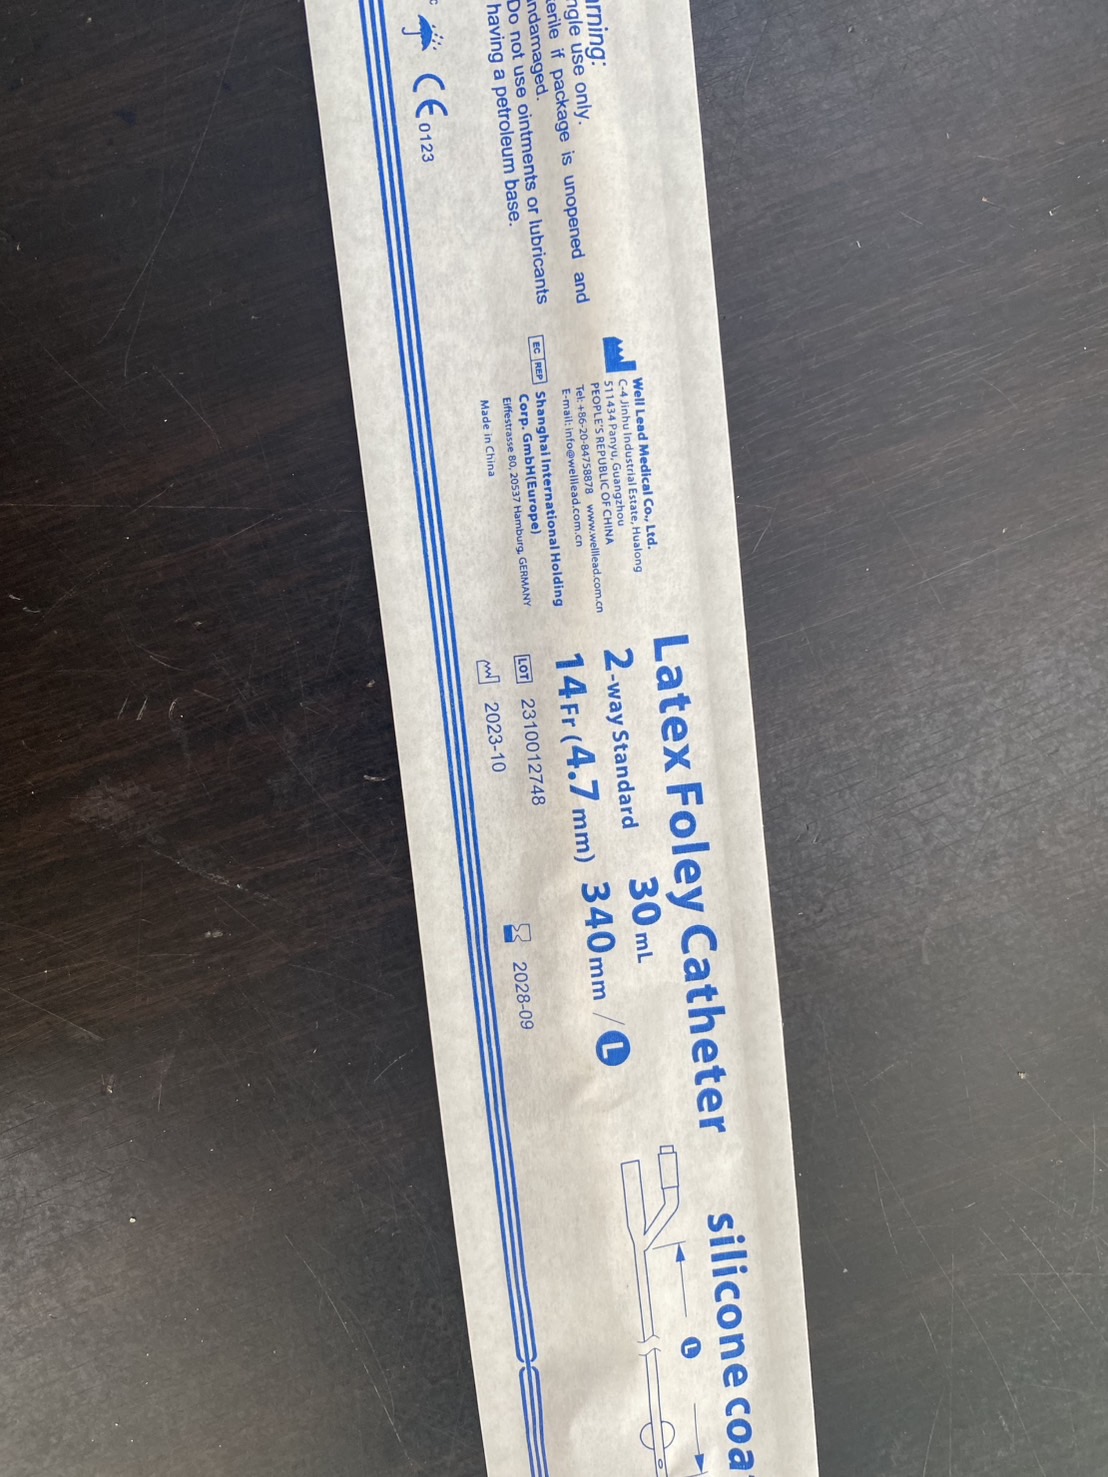 rning:
ngle use only.
erile if package is unopened and
ndamaged.
Do not use ointments or lubricants
having a petroleum base.
CE 0123
Well Lead Medical Co., Ltd.
C-4 Jinhu Industrial Estate, Hualong
511434 Panyu, Guangzhou
PEOPLE'S REPUBLIC OF CHINA
Tel: +86-20-84758878 www.welllead.com.cn
E-mail: info@welllead.com.cn
EC REP
Shanghai International Holding
Corp. GmbH(Europe)
Eiffestrasse 80, 20537 Hamburg, GERMANY
Made in China
Latex Foley Catheter silicone coa
2-way Standard 30 mL
14 Fr (4.7 mm) 340mm / L
LOT 2310012748
2023-10
2028-09
L